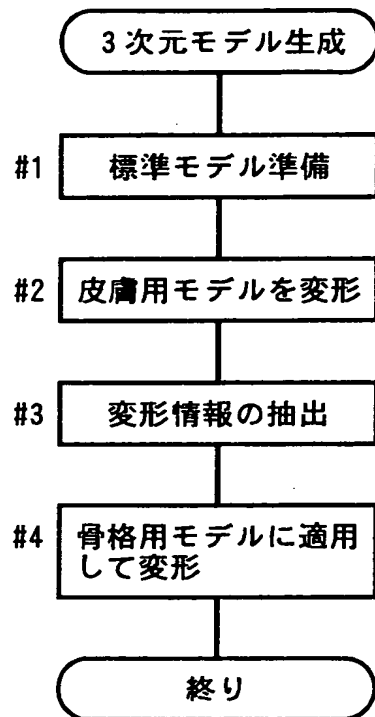 3次元モデル生成
#1 標準モデル準備
#2 皮膚用モデルを変形
#3 変形情報の抽出
#4 骨格用モデルに適用
して変形
終り